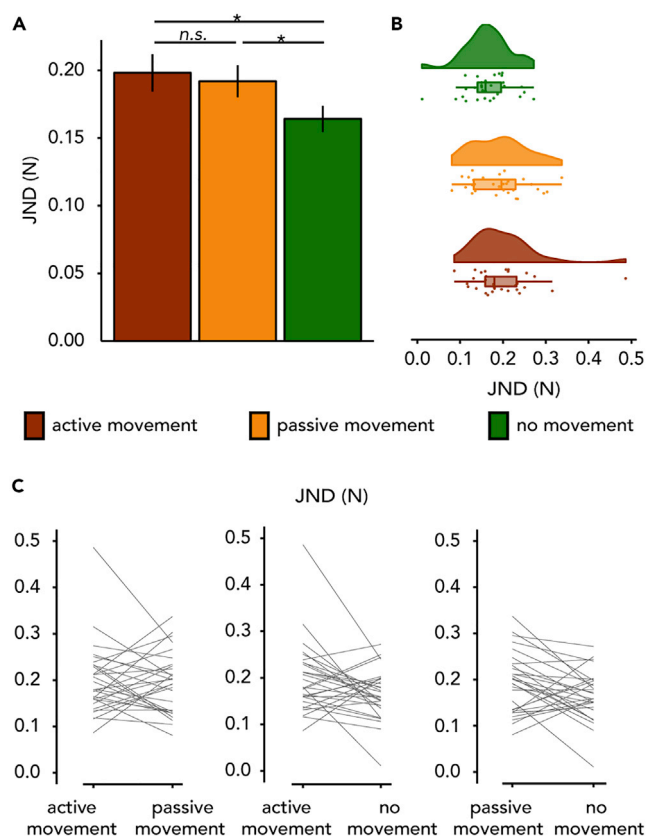 A
*
n.s.
*
0.20
0.15
0.10
0.05
0.00
JND (N)
B
0.0 0.1 0.2 0.3 0.4 0.5
JND (N)
active movement passive movement no movement
C
JND (N)
0.5
0.4
0.3
0.2
0.1
0.0
active passive
movement movement
0.5
0.4
0.3
0.2
0.1
0.0
active no
movement movement
0.5
0.4
0.3
0.2
0.1
0.0
passive no
movement movement